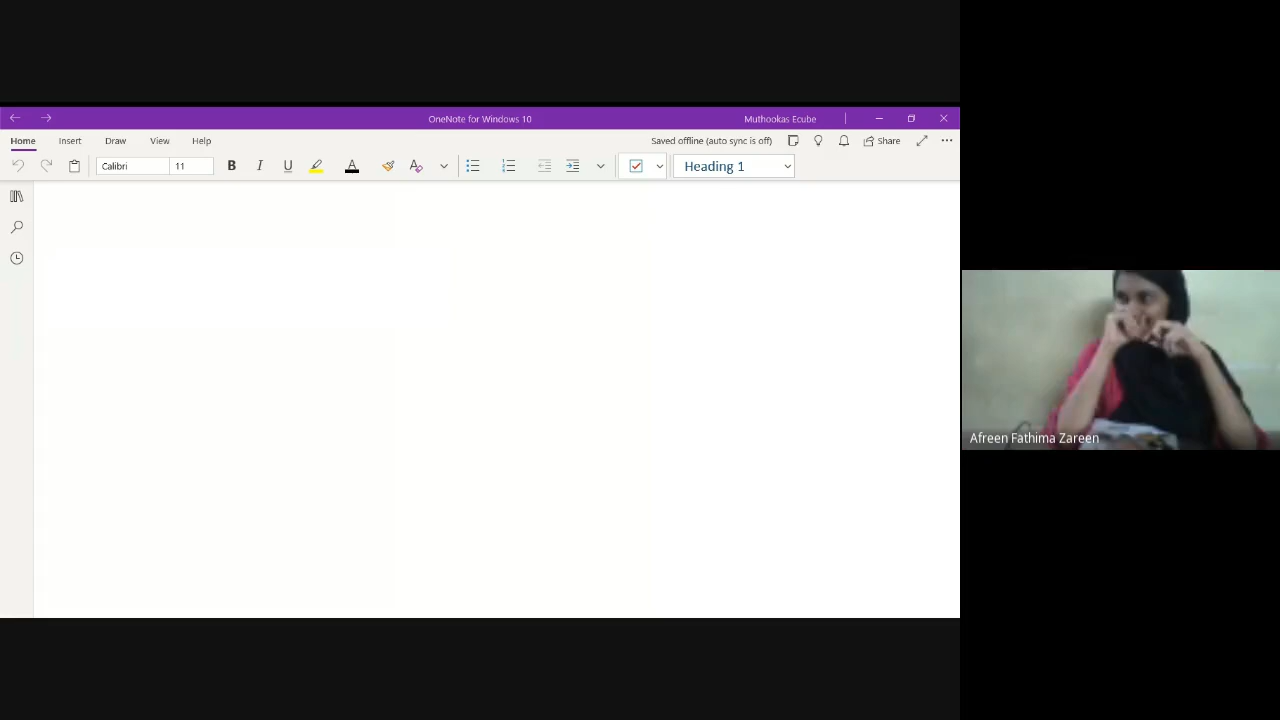 OneNote for Windows 10
Muthookas Ecube
Home Insert Draw View Help
Saved offline (auto sync is off)
Share
Calibri
11
B I U A A
Heading 1
Afreen Fathima Zareen